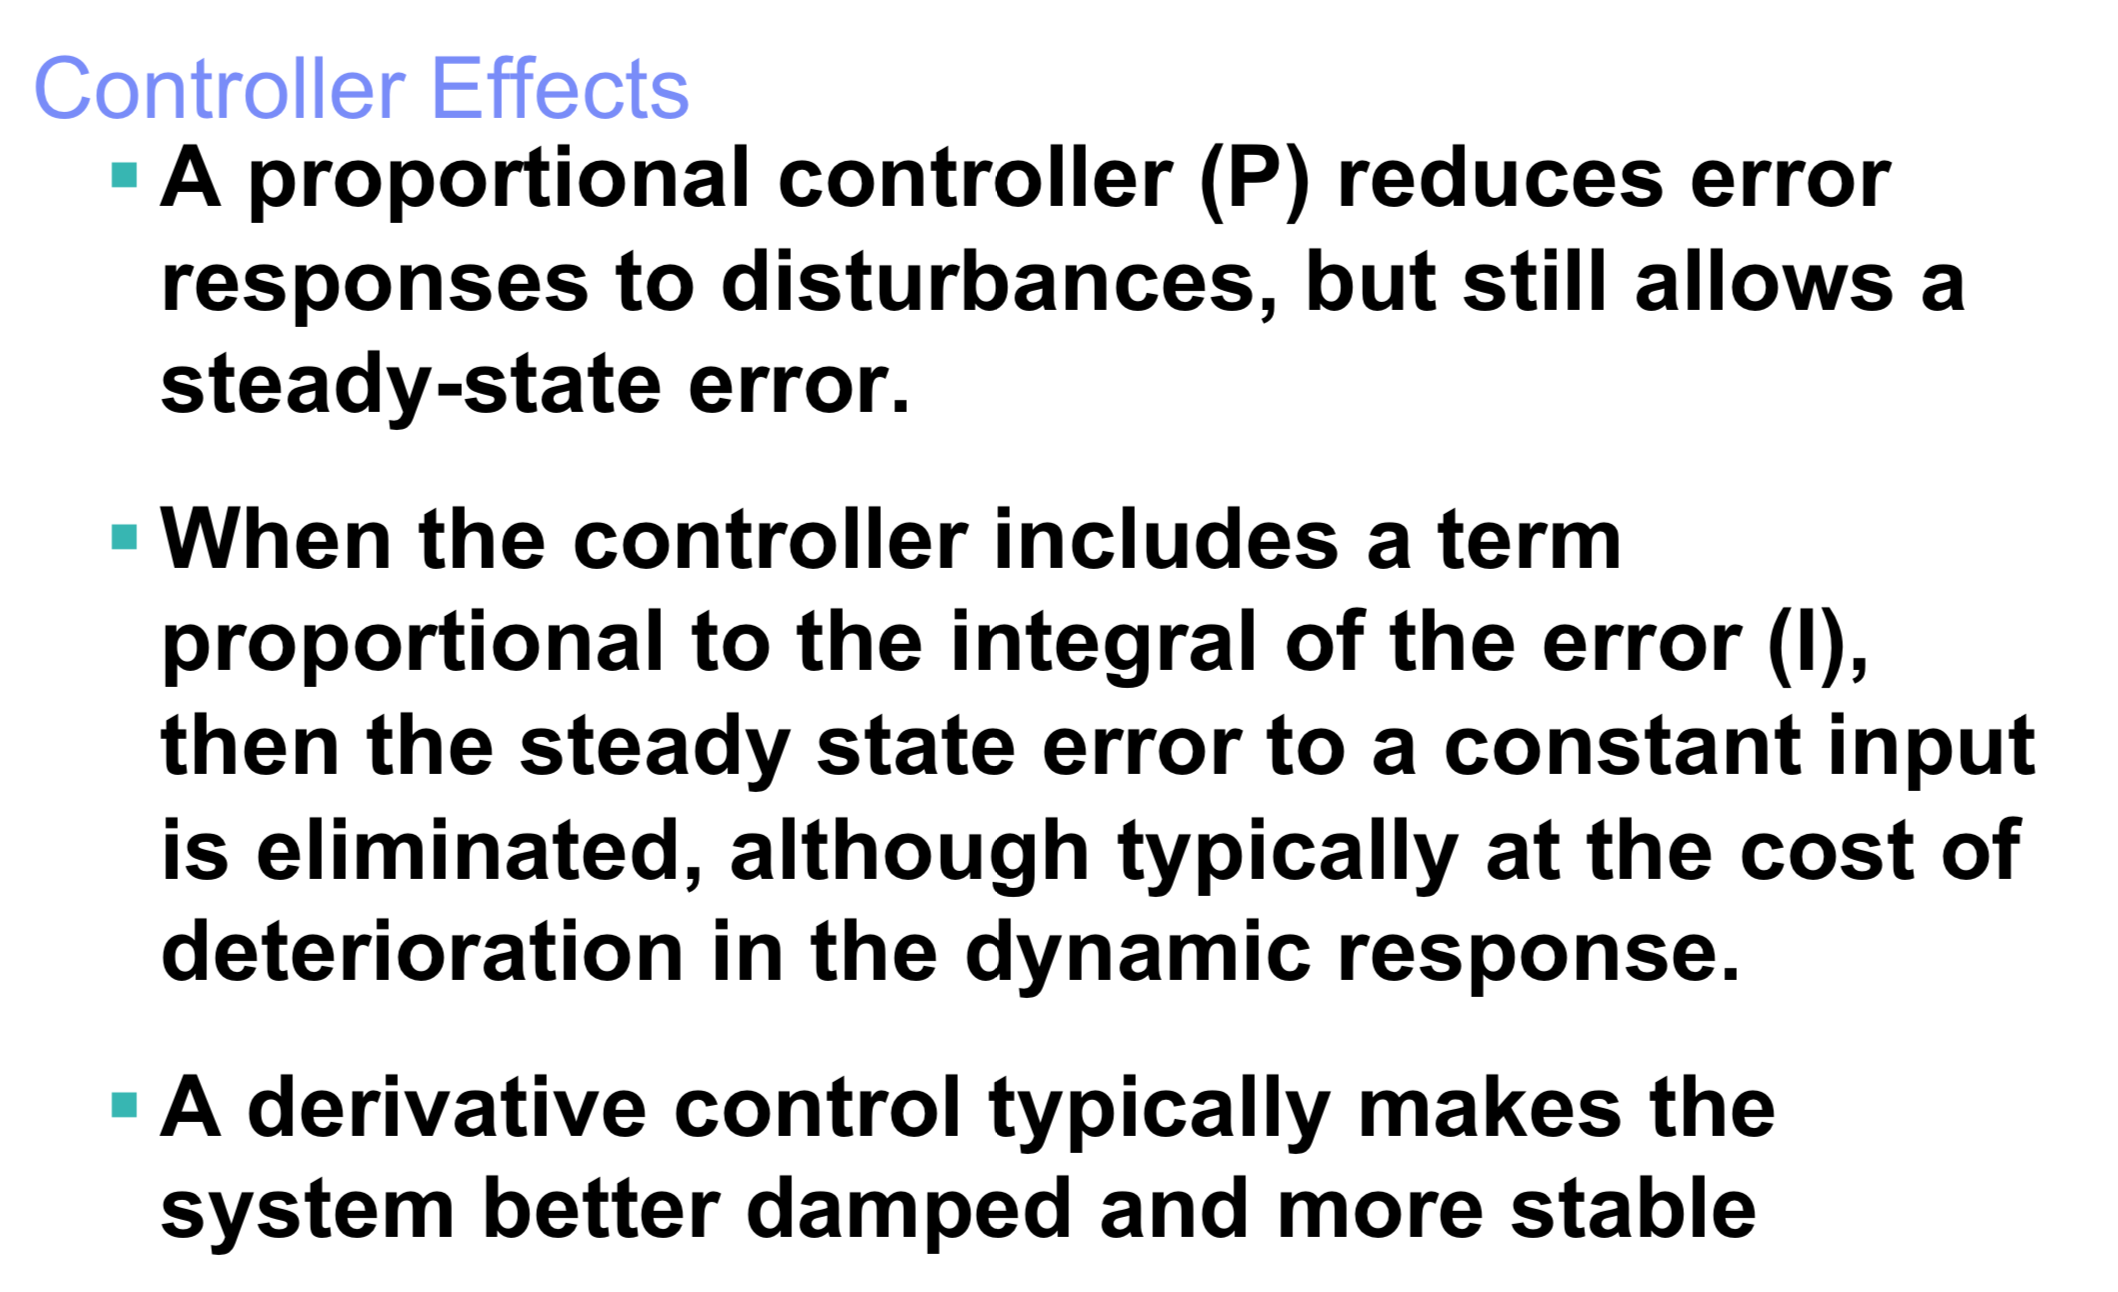 Controller Effects
▪ A proportional controller (P) reduces error
responses to disturbances, but still allows a
steady-state error.
▪ When the controller includes a term
proportional to the integral of the error (I),
then the steady state error to a constant input
is eliminated, although typically at the cost of
deterioration in the dynamic response.
▪ A derivative control typically makes the
system better damped and more stable